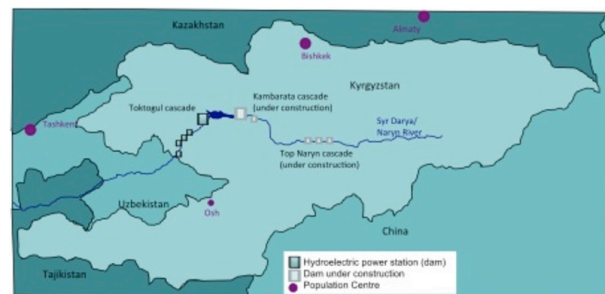 Kazakhstan
Almaty
Bishkek
Kyrgyzstan
Kambarata cascade
(under construction)
Toktogul cascade
Tashkent
Syr Darya/
Naryn River
Top Naryn cascade
(under construction)
Uzbekistan
Osh
China
Tajikistan
Hydroelectric power station (dam)
Dam under construction
Population Centre